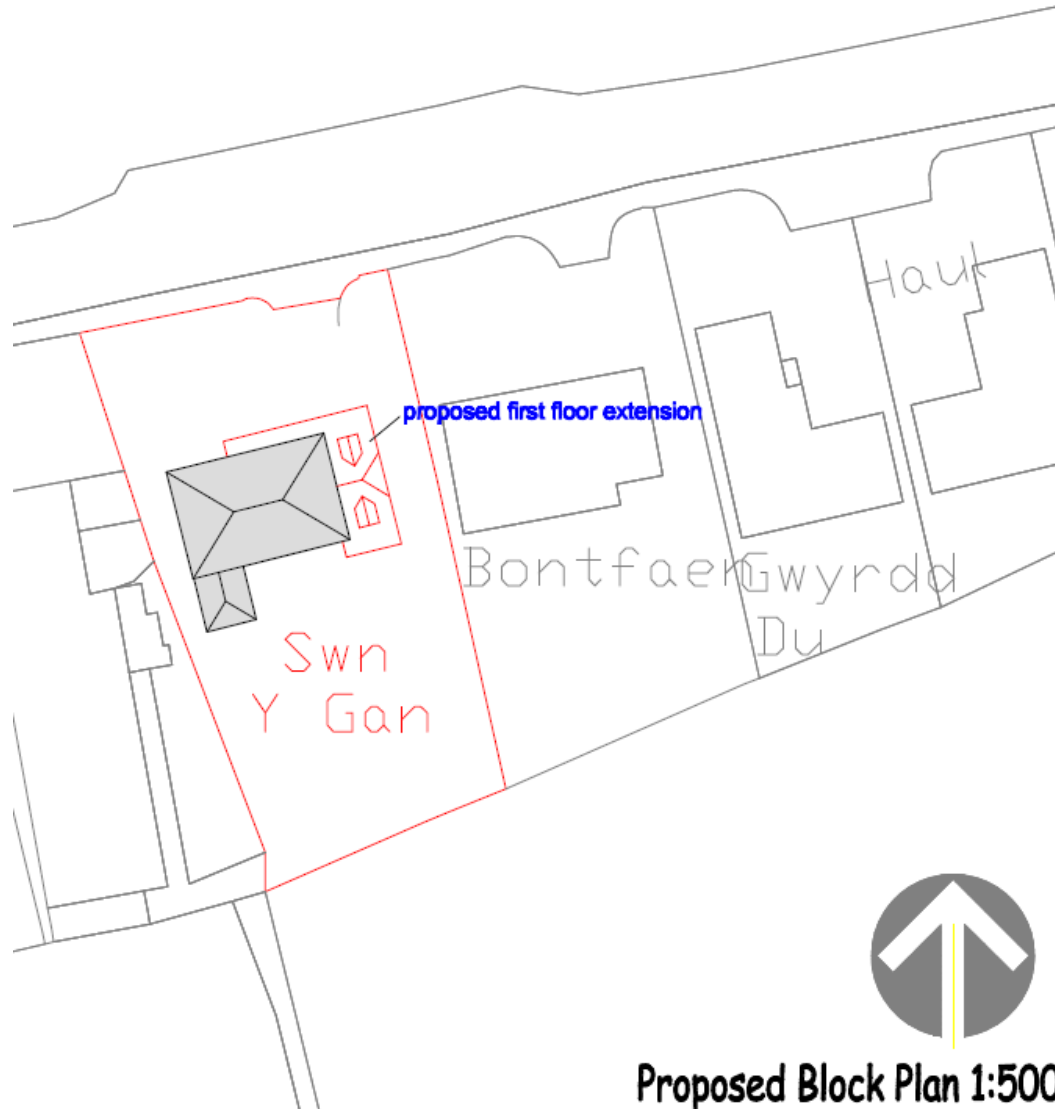 Hauk
proposed first floor extension
Bontfaen
Gwyrdd
Du
Swn
Y Gan
Proposed Block Plan 1:500